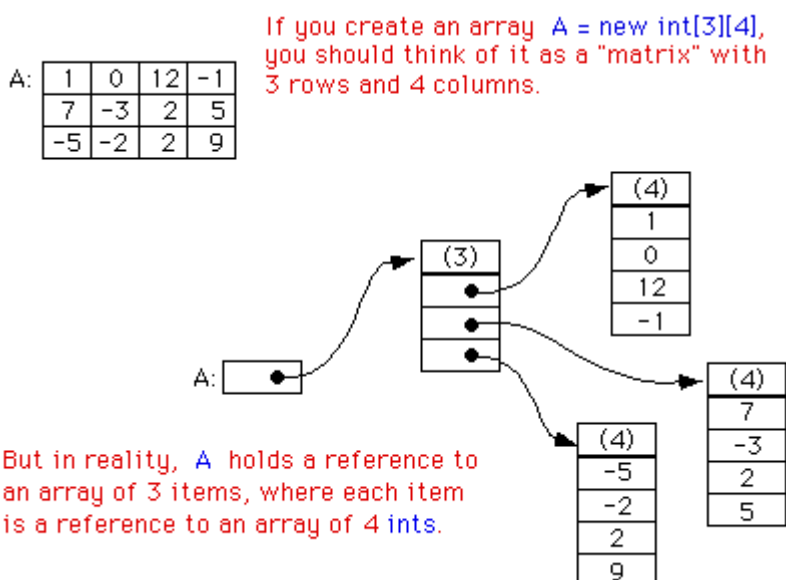 If you create an array A = new int[3][4],
you should think of it as a "matrix" with
3 rows and 4 columns.
A:
1 0 12 -1
7 -3 2 5
-5 -2 2 9
(4)
1
0
12
-1
(3)
A:
(4)
7
-3
2
5
(4)
-5
-2
2
9
But in reality, A holds a reference to
an array of 3 items, where each item
is a reference to an array of 4 ints.